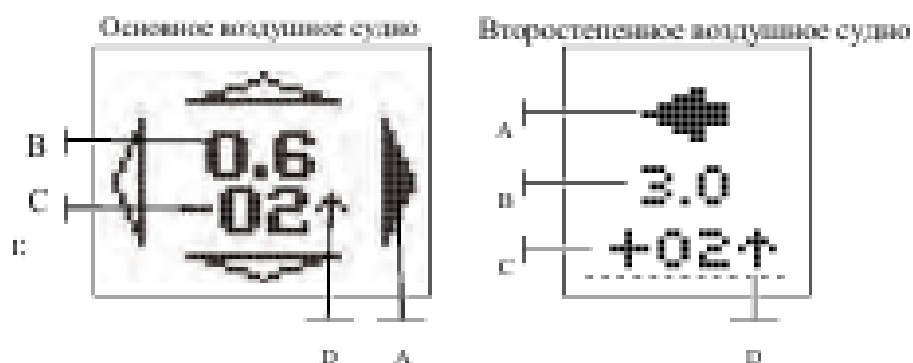 Основное воздушное судно
Второстепенное воздушное судно
B
0.6
C
-02↑
E
D
A
A
B
3.0
C
+02↑
D